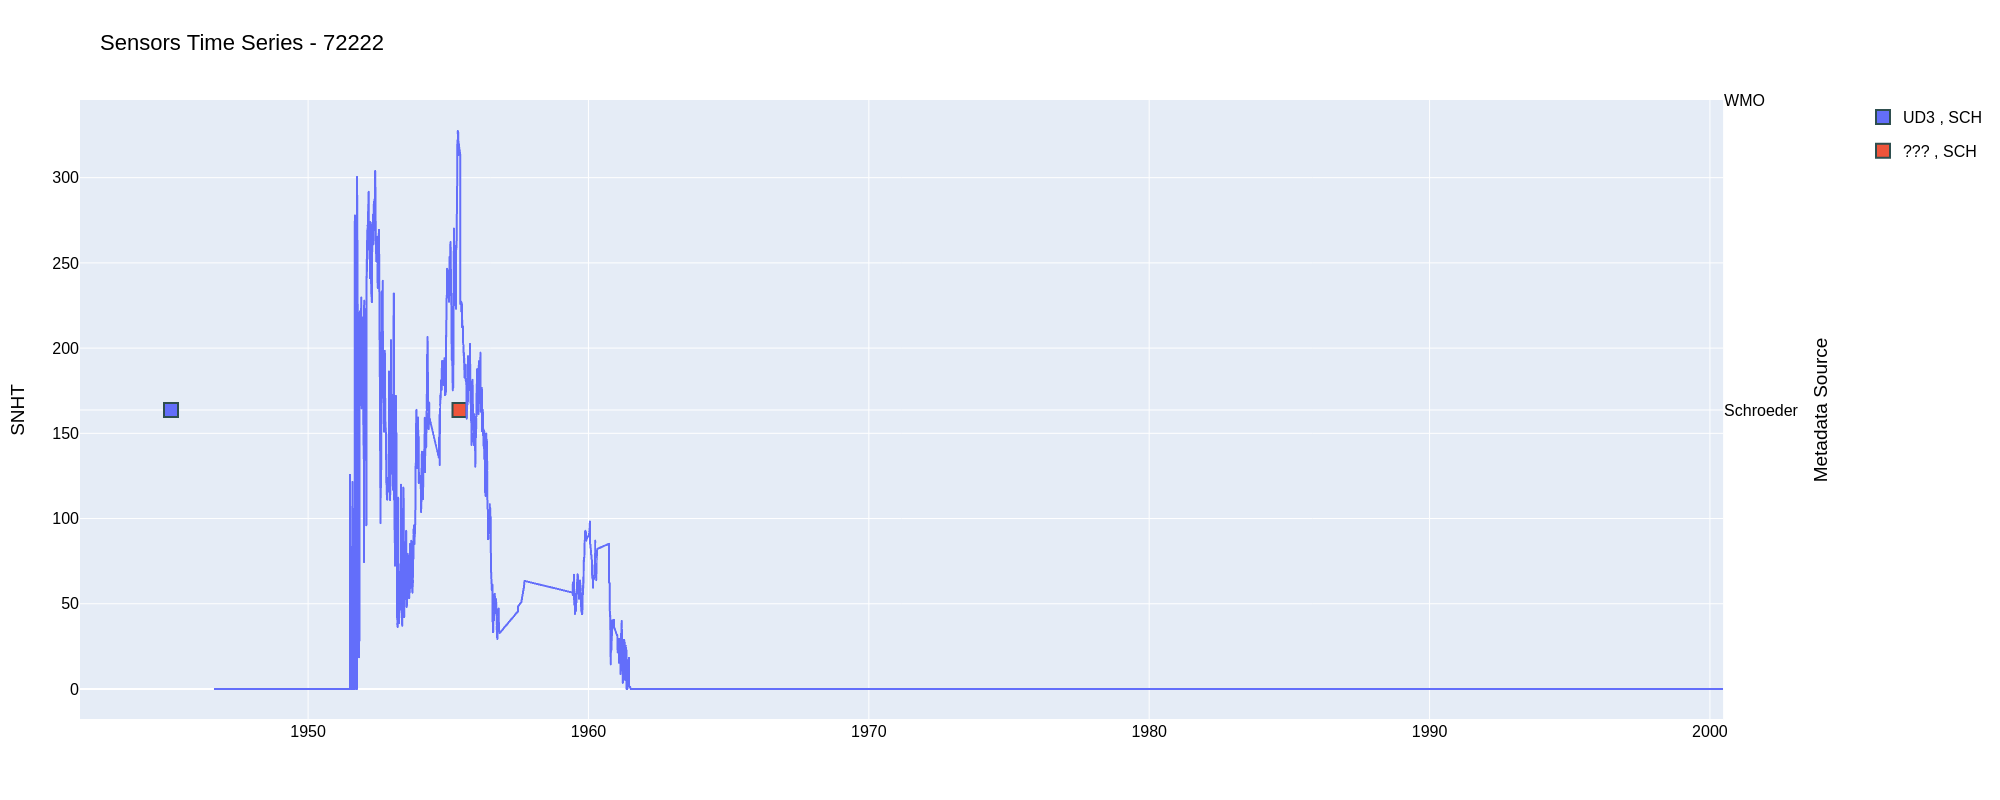 Sensors Time Series - 72222
WMO
UD3 , SCH
??? , SCH
300
250
200
150
100
50
0
SNHT
Schroeder
Metadata Source
1950
1960
1970
1980
1990
2000